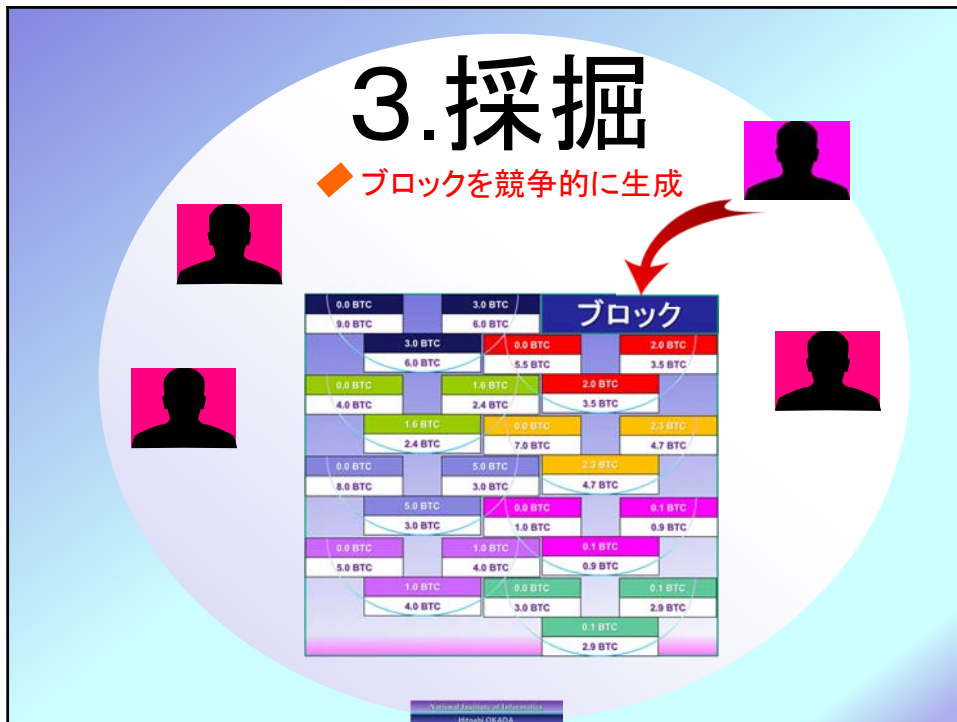 3.採掘
ブロックを競争的に生成
ブロック
0.0 BTC 3.0 BTC
9.0 BTC 6.0 BTC
3.0 BTC 0.0 BTC 2.0 BTC
6.0 BTC 5.5 BTC 3.5 BTC
0.0 BTC 1.6 BTC 2.0 BTC
4.0 BTC 2.4 BTC 3.5 BTC
1.6 BTC 0.0 BTC 2.3 BTC
2.4 BTC 7.0 BTC 4.7 BTC
0.0 BTC 5.0 BTC 2.3 BTC
8.0 BTC 3.0 BTC 4.7 BTC
5.0 BTC 0.0 BTC 0.1 BTC
3.0 BTC 1.0 BTC 0.9 BTC
0.0 BTC 1.0 BTC 0.1 BTC
5.0 BTC 4.0 BTC 0.9 BTC
1.0 BTC 0.0 BTC 0.1 BTC
4.0 BTC 3.0 BTC 2.9 BTC
0.1 BTC
2.9 BTC
National Institute of Informatics
Hitoshi OKADA